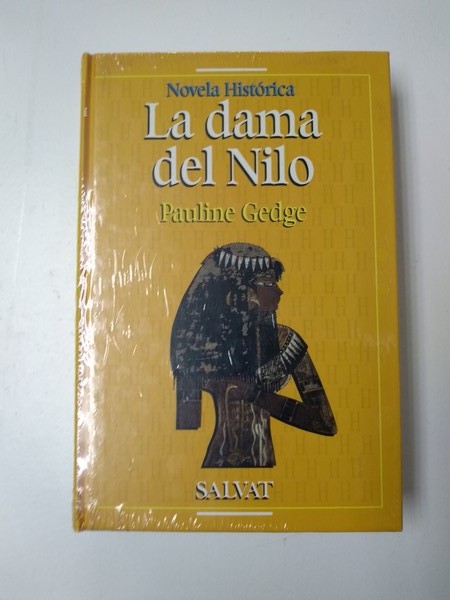 Novela Histórica
La dama
del Nilo
Pauline Gedge
SALVAT